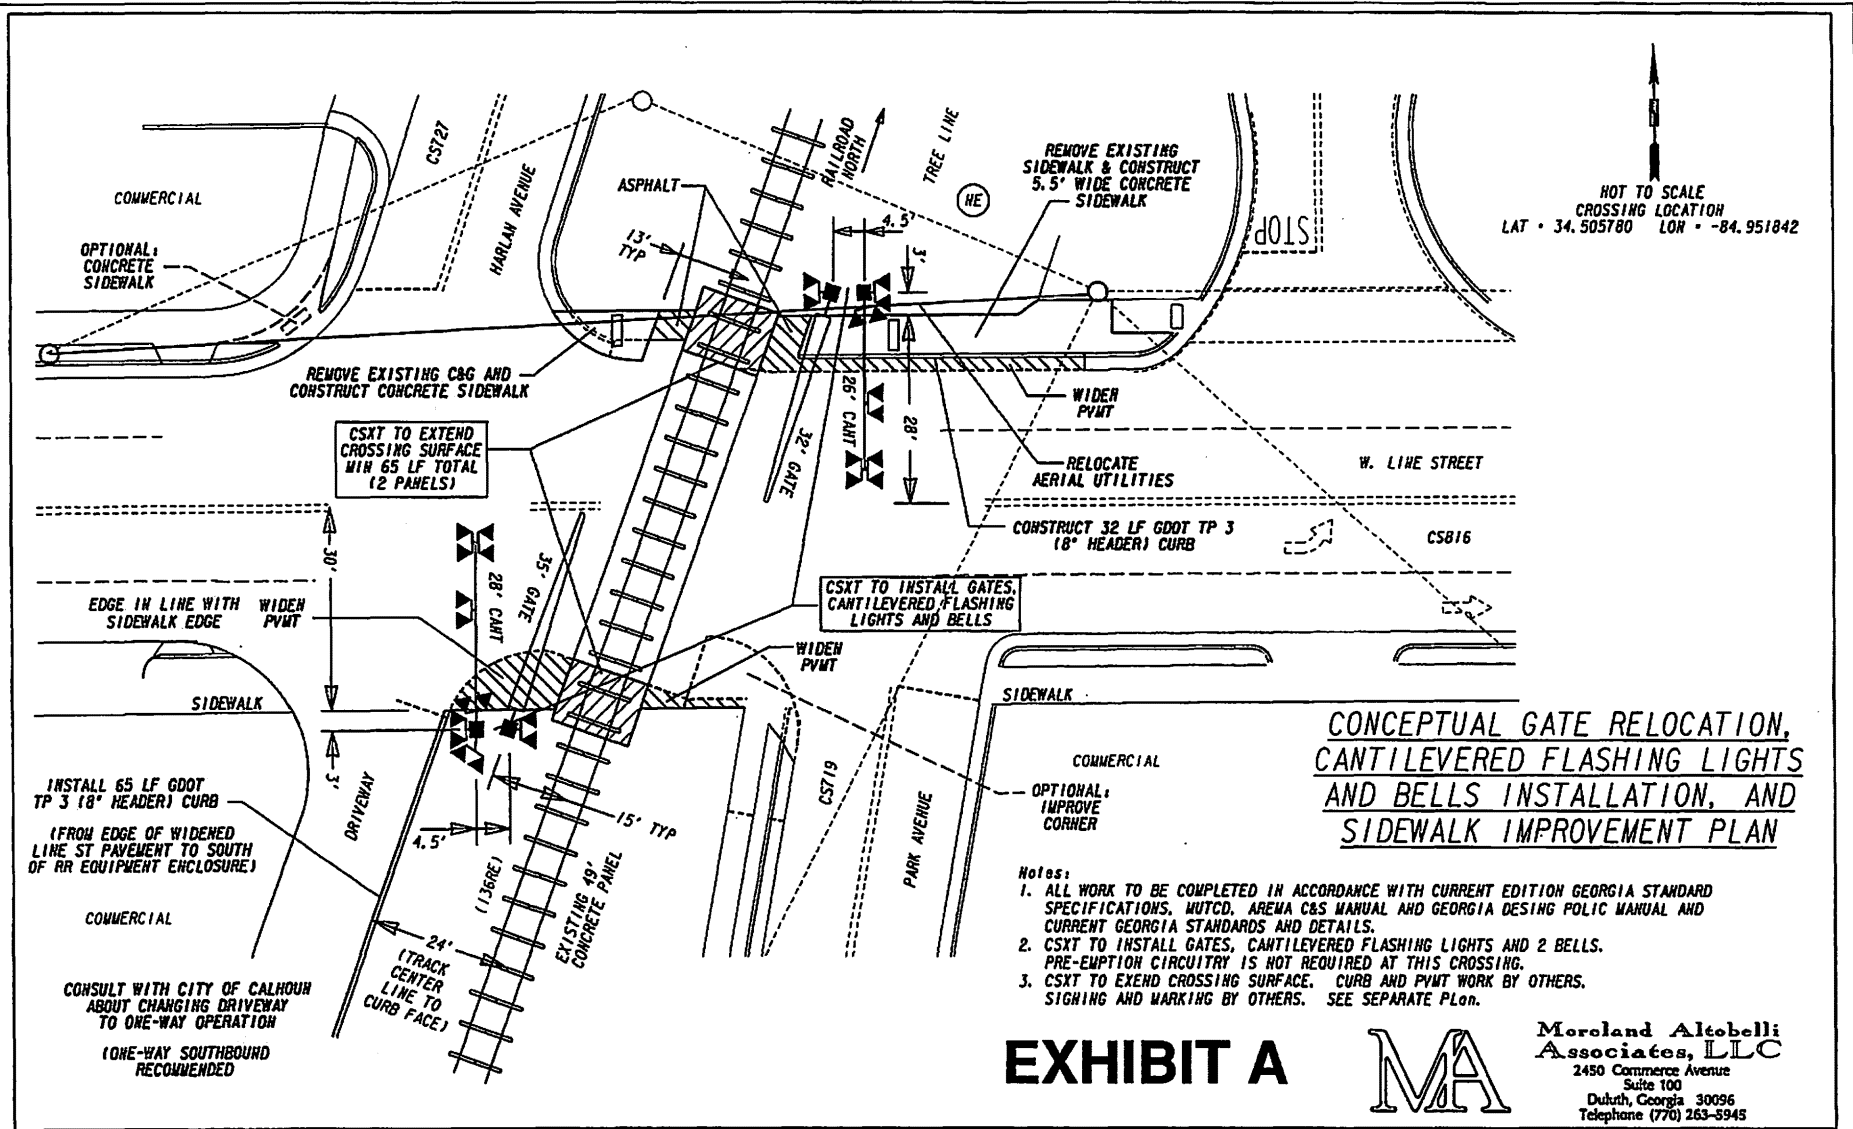 COMMERCIAL
OPTIONAL:
CONCRETE
SIDEWALK
CS727
HARLAN AVENUE
ASPHALT
13'
TYP
RAILROAD
NORTH
TREE LINE
HE
REMOVE EXISTING
SIDEWALK & CONSTRUCT
5.5' WIDE CONCRETE
SIDEWALK
4.5'
3'
STOP
NOT TO SCALE
CROSSING LOCATION
LAT • 34.505780 LON • -84.951842
REMOVE EXISTING C&G AND
CONSTRUCT CONCRETE SIDEWALK
CSXT TO EXTEND
CROSSING SURFACE
MIN 65 LF TOTAL
(2 PANELS)
32' GATE
26' CANT
28'
WIDEN
PVMT
RELOCATE
AERIAL UTILITIES
W. LINE STREET
CONSTRUCT 32 LF GDOT TP 3
(8" HEADER) CURB
CS816
30'
28' CANT
35' GATE
EDGE IN LINE WITH
SIDEWALK EDGE
WIDEN
PVMT
CSXT TO INSTALL GATES,
CANTILEVERED FLASHING
LIGHTS AND BELLS
WIDEN
PVMT
SIDEWALK
SIDEWALK
3'
INSTALL 65 LF GDOT
TP 3 (8" HEADER) CURB
(FROM EDGE OF WIDENED
LINE ST PAVEMENT TO SOUTH
OF RR EQUIPMENT ENCLOSURE)
DRIVEWAY
4.5'
15' TYP
(136RE)
EXISTING 49'
CONCRETE PANEL
CS719
PARK AVENUE
COMMERCIAL
OPTIONAL:
IMPROVE
CORNER
COMMERCIAL
24'
(TRACK
CENTER
LINE TO
CURB FACE)
CONSULT WITH CITY OF CALHOUN
ABOUT CHANGING DRIVEWAY
TO ONE-WAY OPERATION
(ONE-WAY SOUTHBOUND
RECOMMENDED
CONCEPTUAL GATE RELOCATION,
CANTILEVERED FLASHING LIGHTS
AND BELLS INSTALLATION, AND
SIDEWALK IMPROVEMENT PLAN
Notes:
1. ALL WORK TO BE COMPLETED IN ACCORDANCE WITH CURRENT EDITION GEORGIA STANDARD
SPECIFICATIONS, MUTCD, AREMA C&S MANUAL AND GEORGIA DESING POLIC MANUAL AND
CURRENT GEORGIA STANDARDS AND DETAILS.
2. CSXT TO INSTALL GATES, CANTILEVERED FLASHING LIGHTS AND 2 BELLS.
PRE-EMPTION CIRCUITRY IS NOT REQUIRED AT THIS CROSSING.
3. CSXT TO EXEND CROSSING SURFACE. CURB AND PVMT WORK BY OTHERS.
SIGNING AND MARKING BY OTHERS. SEE SEPARATE PLan.
EXHIBIT A
MA
Moreland Altobelli
Associates, LLC
2450 Commerce Avenue
Suite 100
Duluth, Georgia 30096
Telephone (770) 263-5945